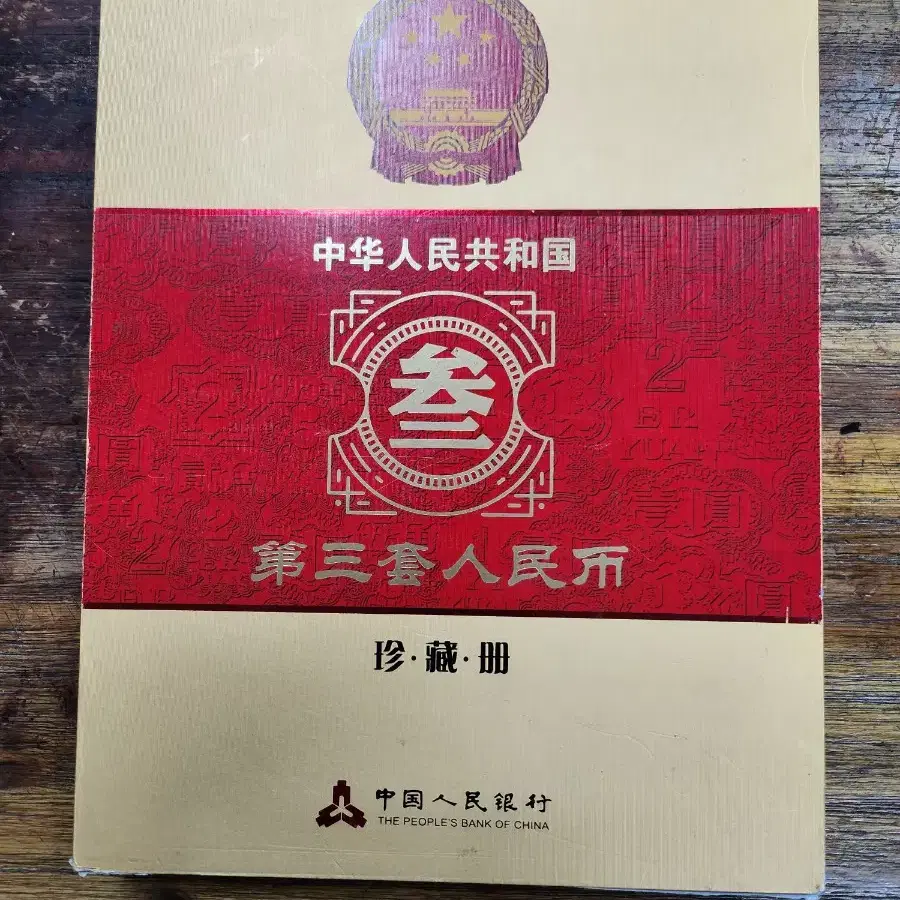 中华人民共和国
叁
第三套人民币
珍·藏·册
中国人民银行
THE PEOPLE'S BANK OF CHINA